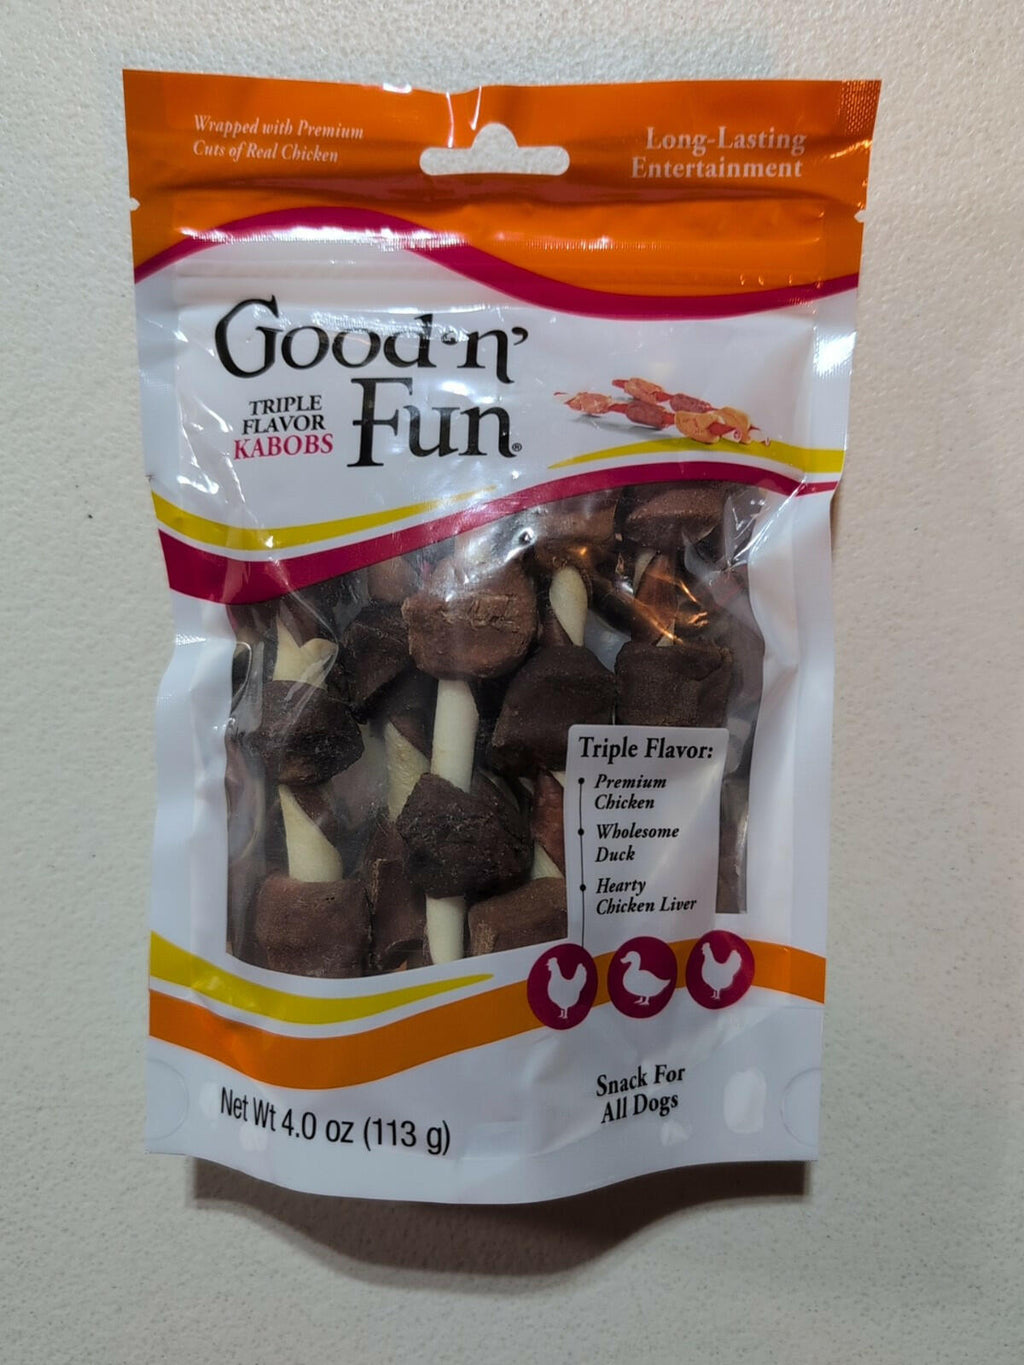 Wrapped with Premium
Cuts of Real Chicken
Long-Lasting
Entertainment
Good·n'
Fun®
TRIPLE
FLAVOR
KABOBS
Triple Flavor:
• Premium
Chicken
• Wholesome
Duck
• Hearty
Chicken Liver
Snack For
All Dogs
Net Wt 4.0 oz (113 g)